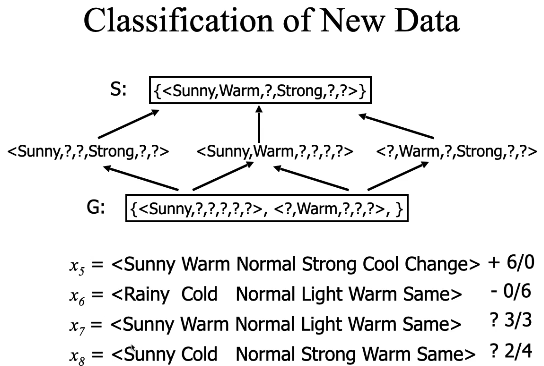 Classification of New Data
S: {<Sunny,Warm,?,Strong,?,?>}
<Sunny,?,?,Strong,?,?> <Sunny,Warm,?,?,?,?> <?,Warm,?,Strong,?,?>
G: {<Sunny,?,?,?,?,?>, <?,Warm,?,?,?>, }
x5 = <Sunny Warm Normal Strong Cool Change> + 6/0
x6 = <Rainy Cold Normal Light Warm Same> - 0/6
x7 = <Sunny Warm Normal Light Warm Same> ? 3/3
x8 = <Sunny Cold Normal Strong Warm Same> ? 2/4